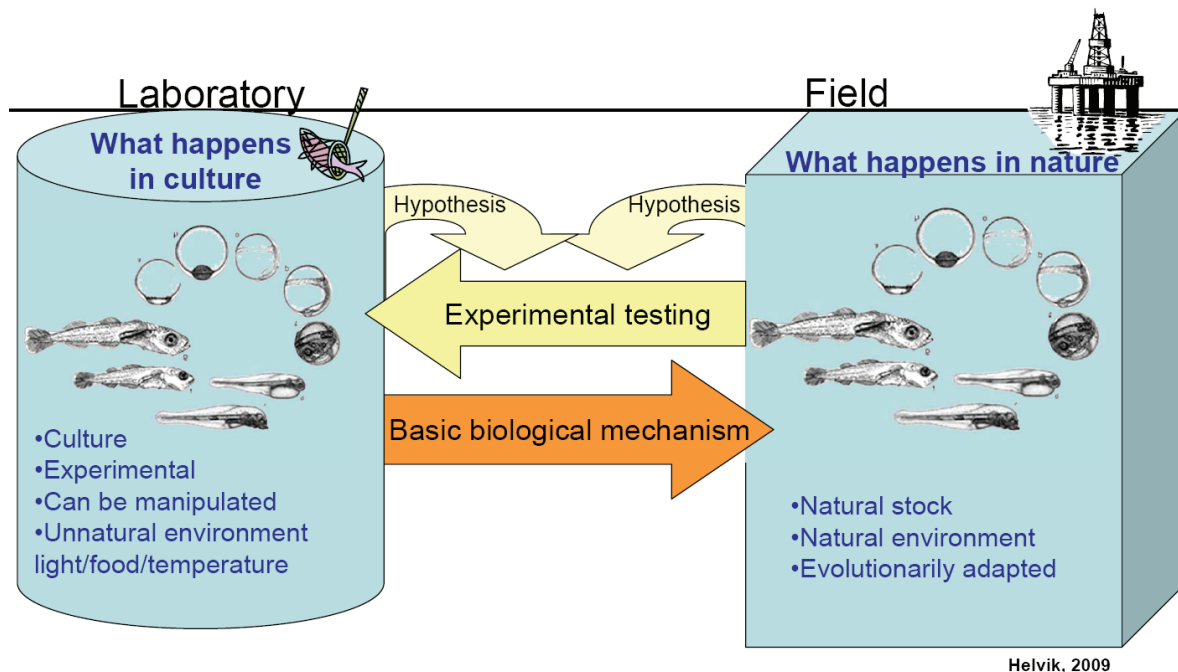 Laboratory
Field
What happens
in culture
What happens in nature
Hypothesis
Hypothesis
Experimental testing
Basic biological mechanism
•Culture
•Experimental
•Can be manipulated
•Unnatural environment
light/food/temperature
•Natural stock
•Natural environment
•Evolutionarily adapted
Helvik, 2009